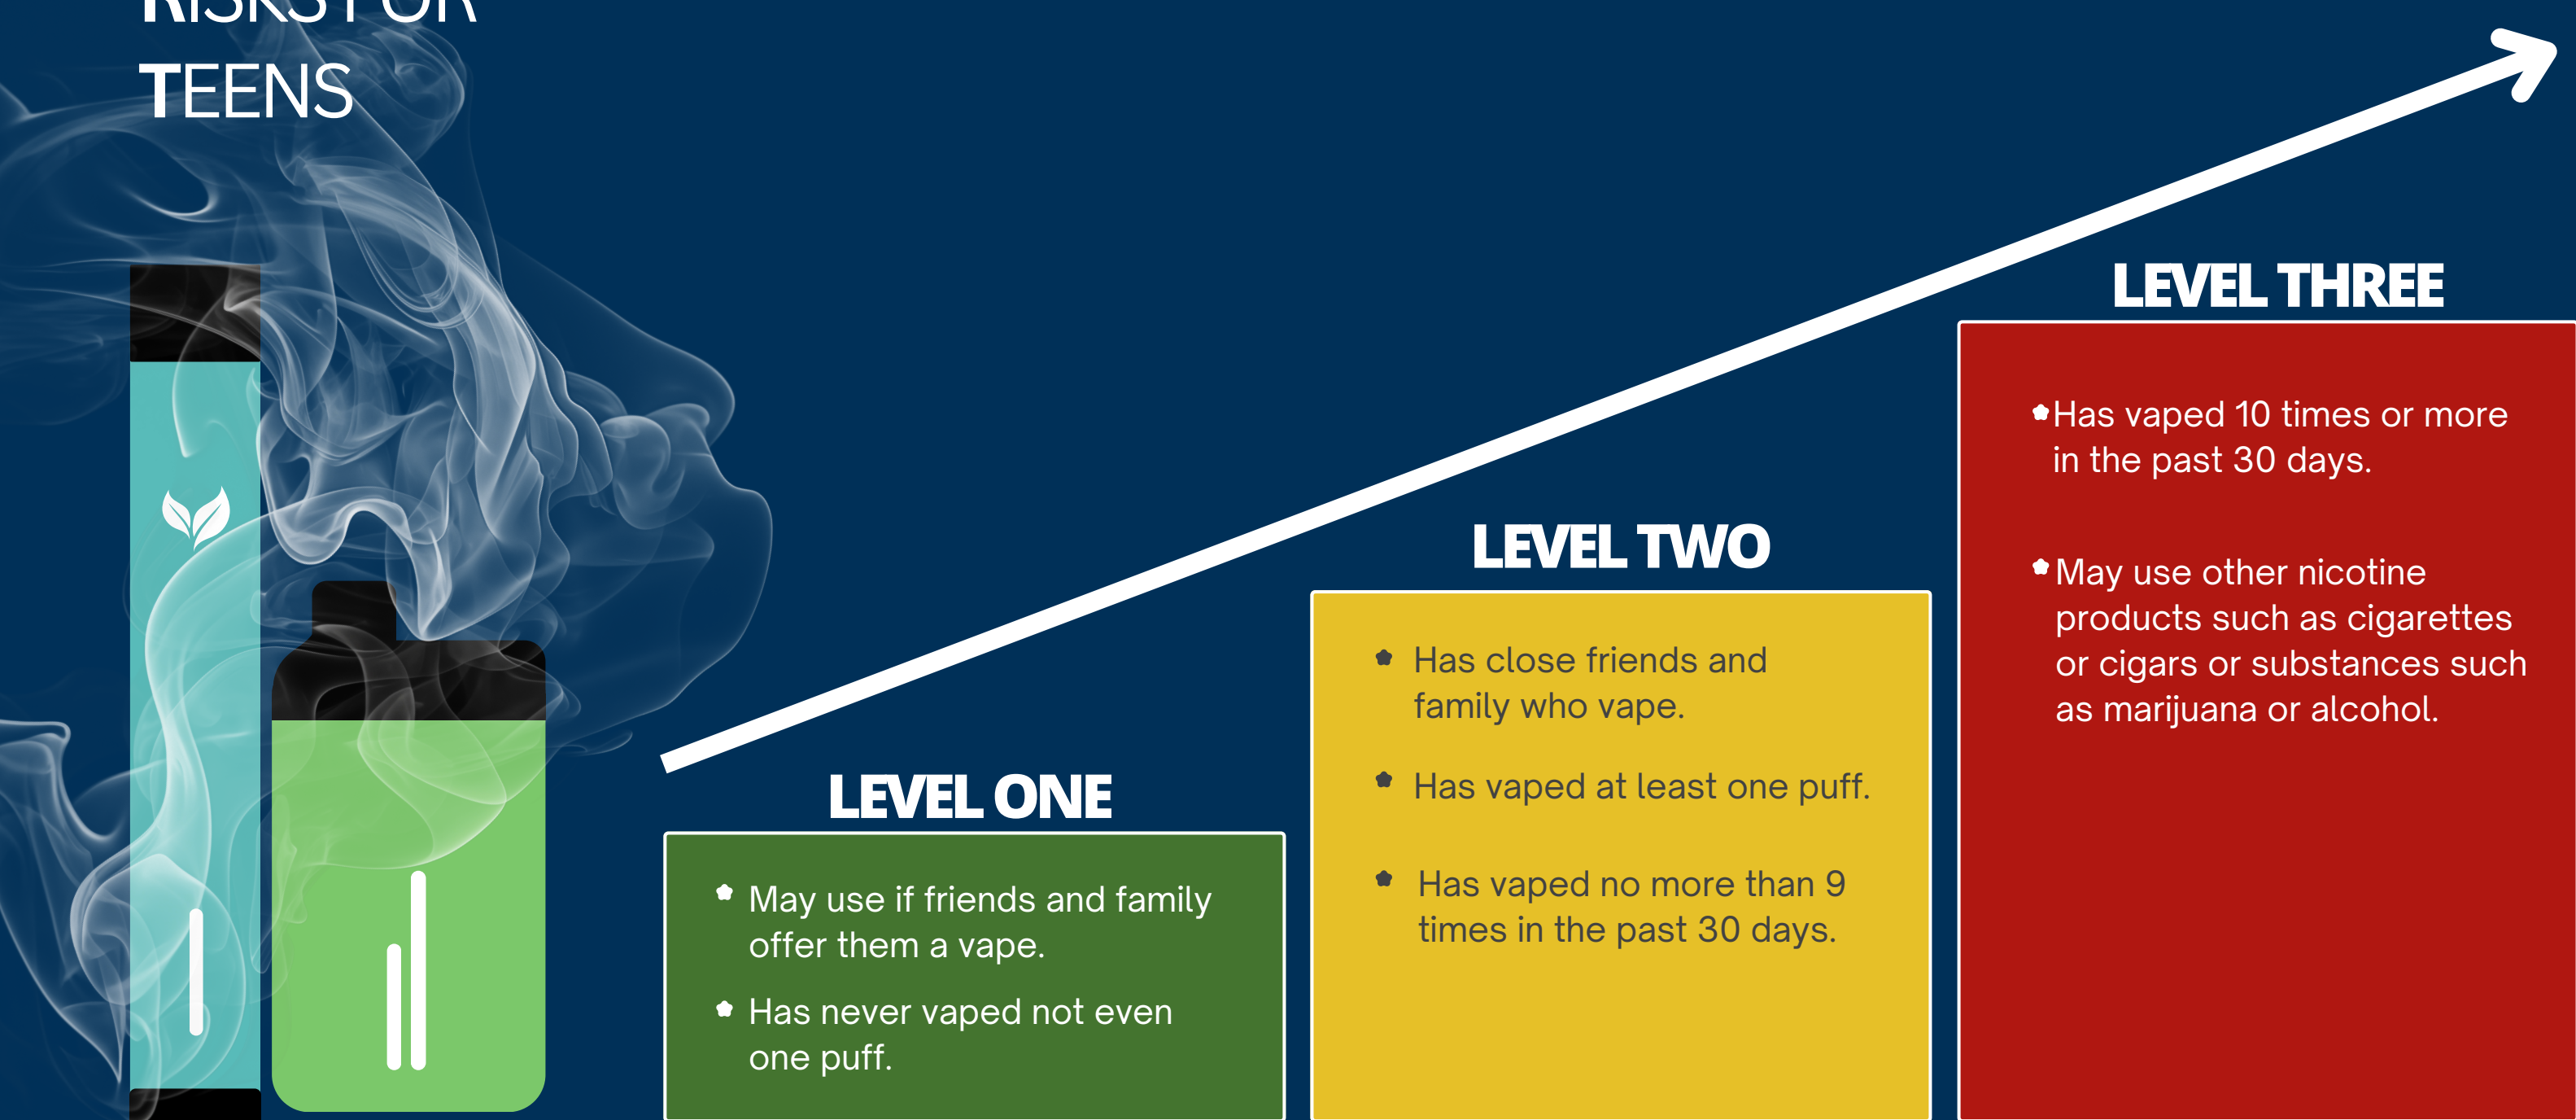 RISKS FOR
TEENS
LEVEL THREE
Has vaped 10 times or more
in the past 30 days.
May use other nicotine
products such as cigarettes
or cigars or substances such
as marijuana or alcohol.
LEVEL TWO
Has close friends and
family who vape.
Has vaped at least one puff.
Has vaped no more than 9
times in the past 30 days.
LEVEL ONE
May use if friends and family
offer them a vape.
Has never vaped not even
one puff.